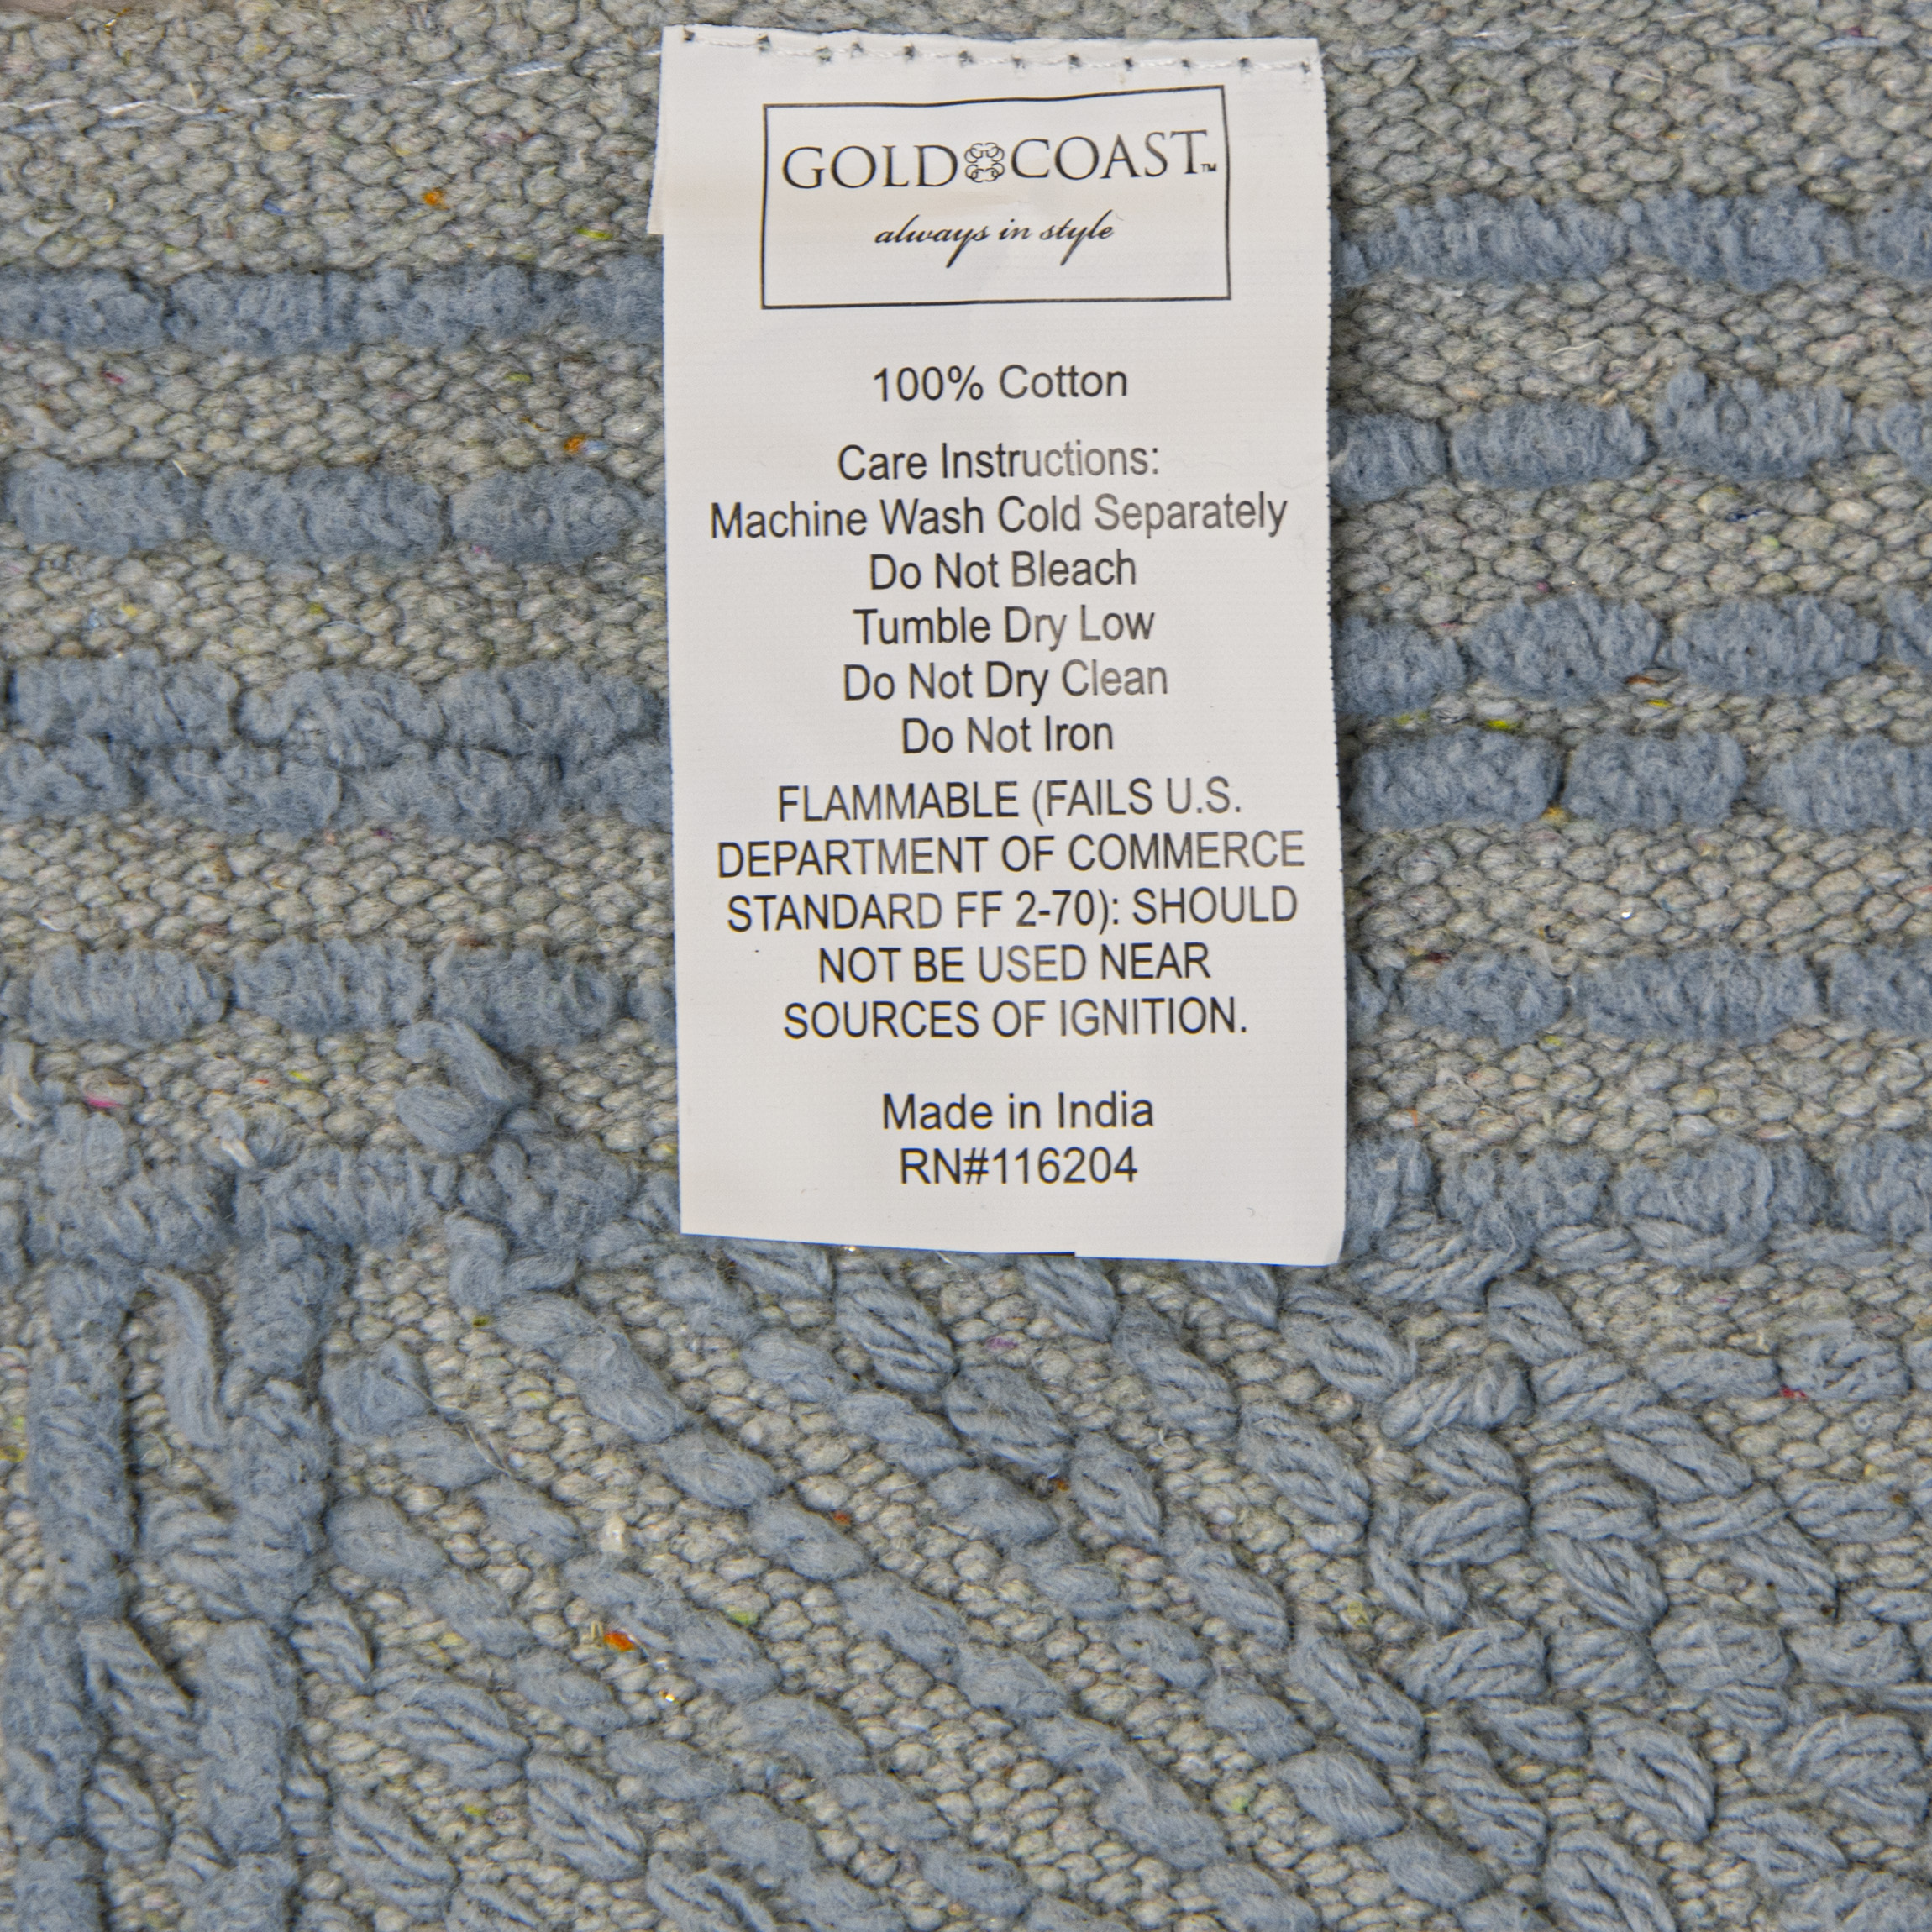 GOLD COAST™
always in style
100% Cotton
Care Instructions:
Machine Wash Cold Separately
Do Not Bleach
Tumble Dry Low
Do Not Dry Clean
Do Not Iron
FLAMMABLE (FAILS U.S.
DEPARTMENT OF COMMERCE
STANDARD FF 2-70): SHOULD
NOT BE USED NEAR
SOURCES OF IGNITION.
Made in India
RN#116204